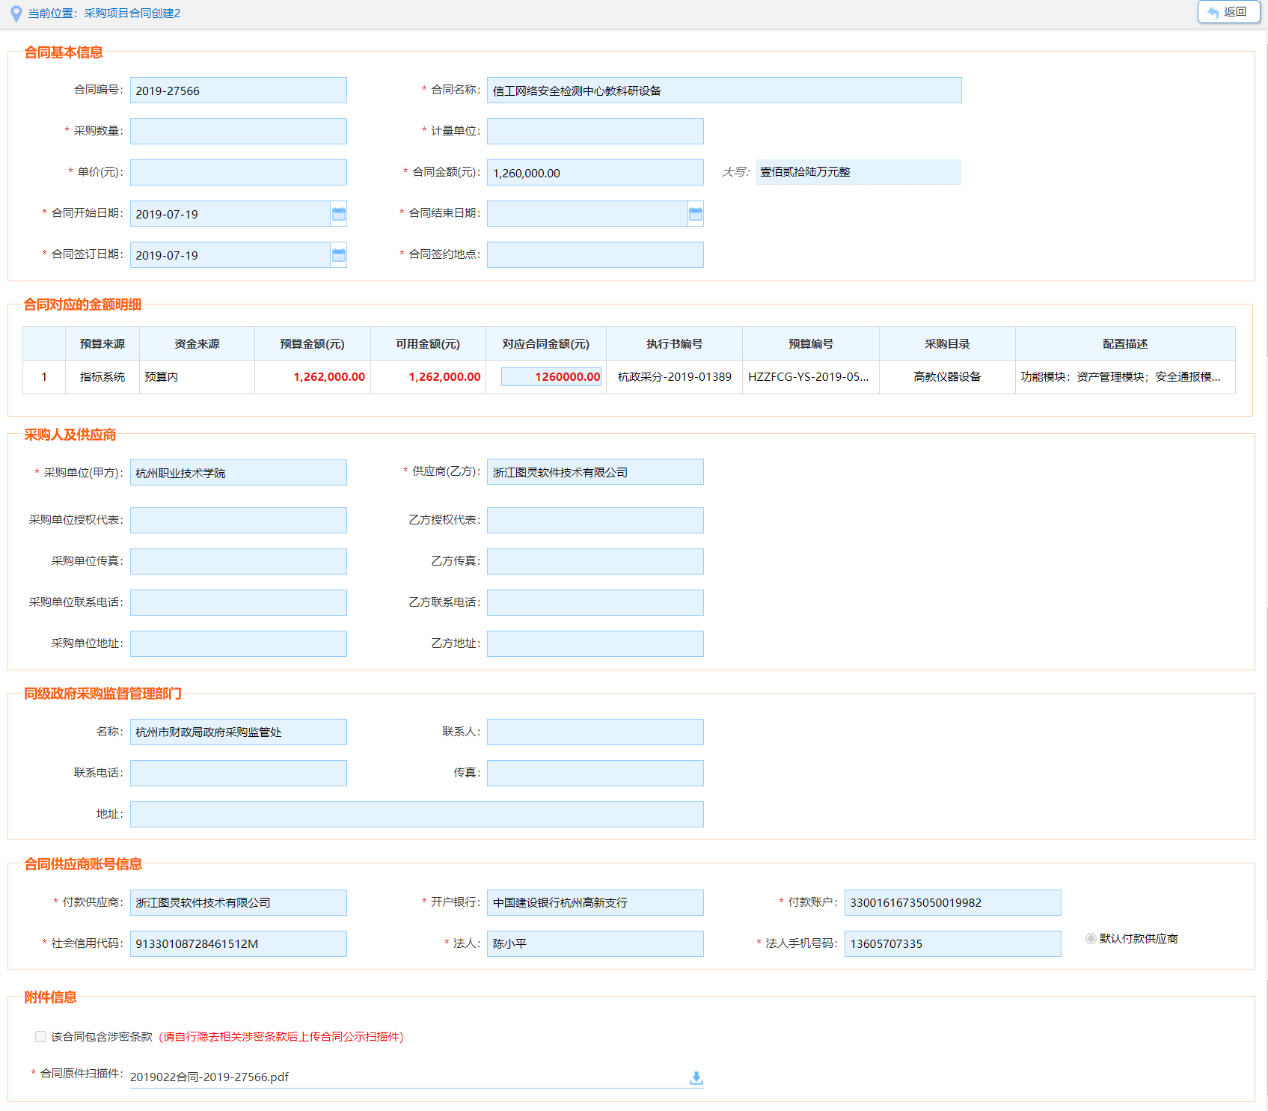 当前位置：采购项目合同创建2
返回
合同基本信息
合同编号： 2019-27566 * 合同名称： 信工网络安全检测中心教科研设备
* 采购数量： * 计量单位：
* 单价(元)： * 合同金额(元)： 1,260,000.00 大写： 壹佰贰拾陆万元整
* 合同开始日期： 2019-07-19 * 合同结束日期：
* 合同签订日期： 2019-07-19 * 合同签约地点：
合同对应的金额明细
预算来源 资金来源 预算金额(元) 可用金额(元) 对应合同金额(元) 执行书编号 预算编号 采购目录 配置描述
1 指标系统 预算内 1,262,000.00 1,262,000.00 1260000.00 杭政采分-2019-01389 HZZFCG-YS-2019-05... 高教仪器设备 功能模块：资产管理模块；安全通报模...
采购人及供应商
* 采购单位(甲方)： 杭州职业技术学院 * 供应商(乙方)： 浙江图灵软件技术有限公司
采购单位授权代表： 乙方授权代表：
采购单位传真： 乙方传真：
采购单位联系电话： 乙方联系电话：
采购单位地址： 乙方地址：
同级政府采购监督管理部门
名称： 杭州市财政局政府采购监管处 联系人：
联系电话： 传真：
地址：
合同供应商账号信息
* 付款供应商： 浙江图灵软件技术有限公司 * 开户银行： 中国建设银行杭州高新支行 * 付款账户： 33001616735050019982
* 社会信用代码： 91330108728461512M * 法人： 陈小平 * 法人手机号码： 13605707335 默认付款供应商
附件信息
该合同包含涉密条款 (请自行隐去相关涉密条款后上传合同公示扫描件)
* 合同原件扫描件： 2019022合同-2019-27566.pdf